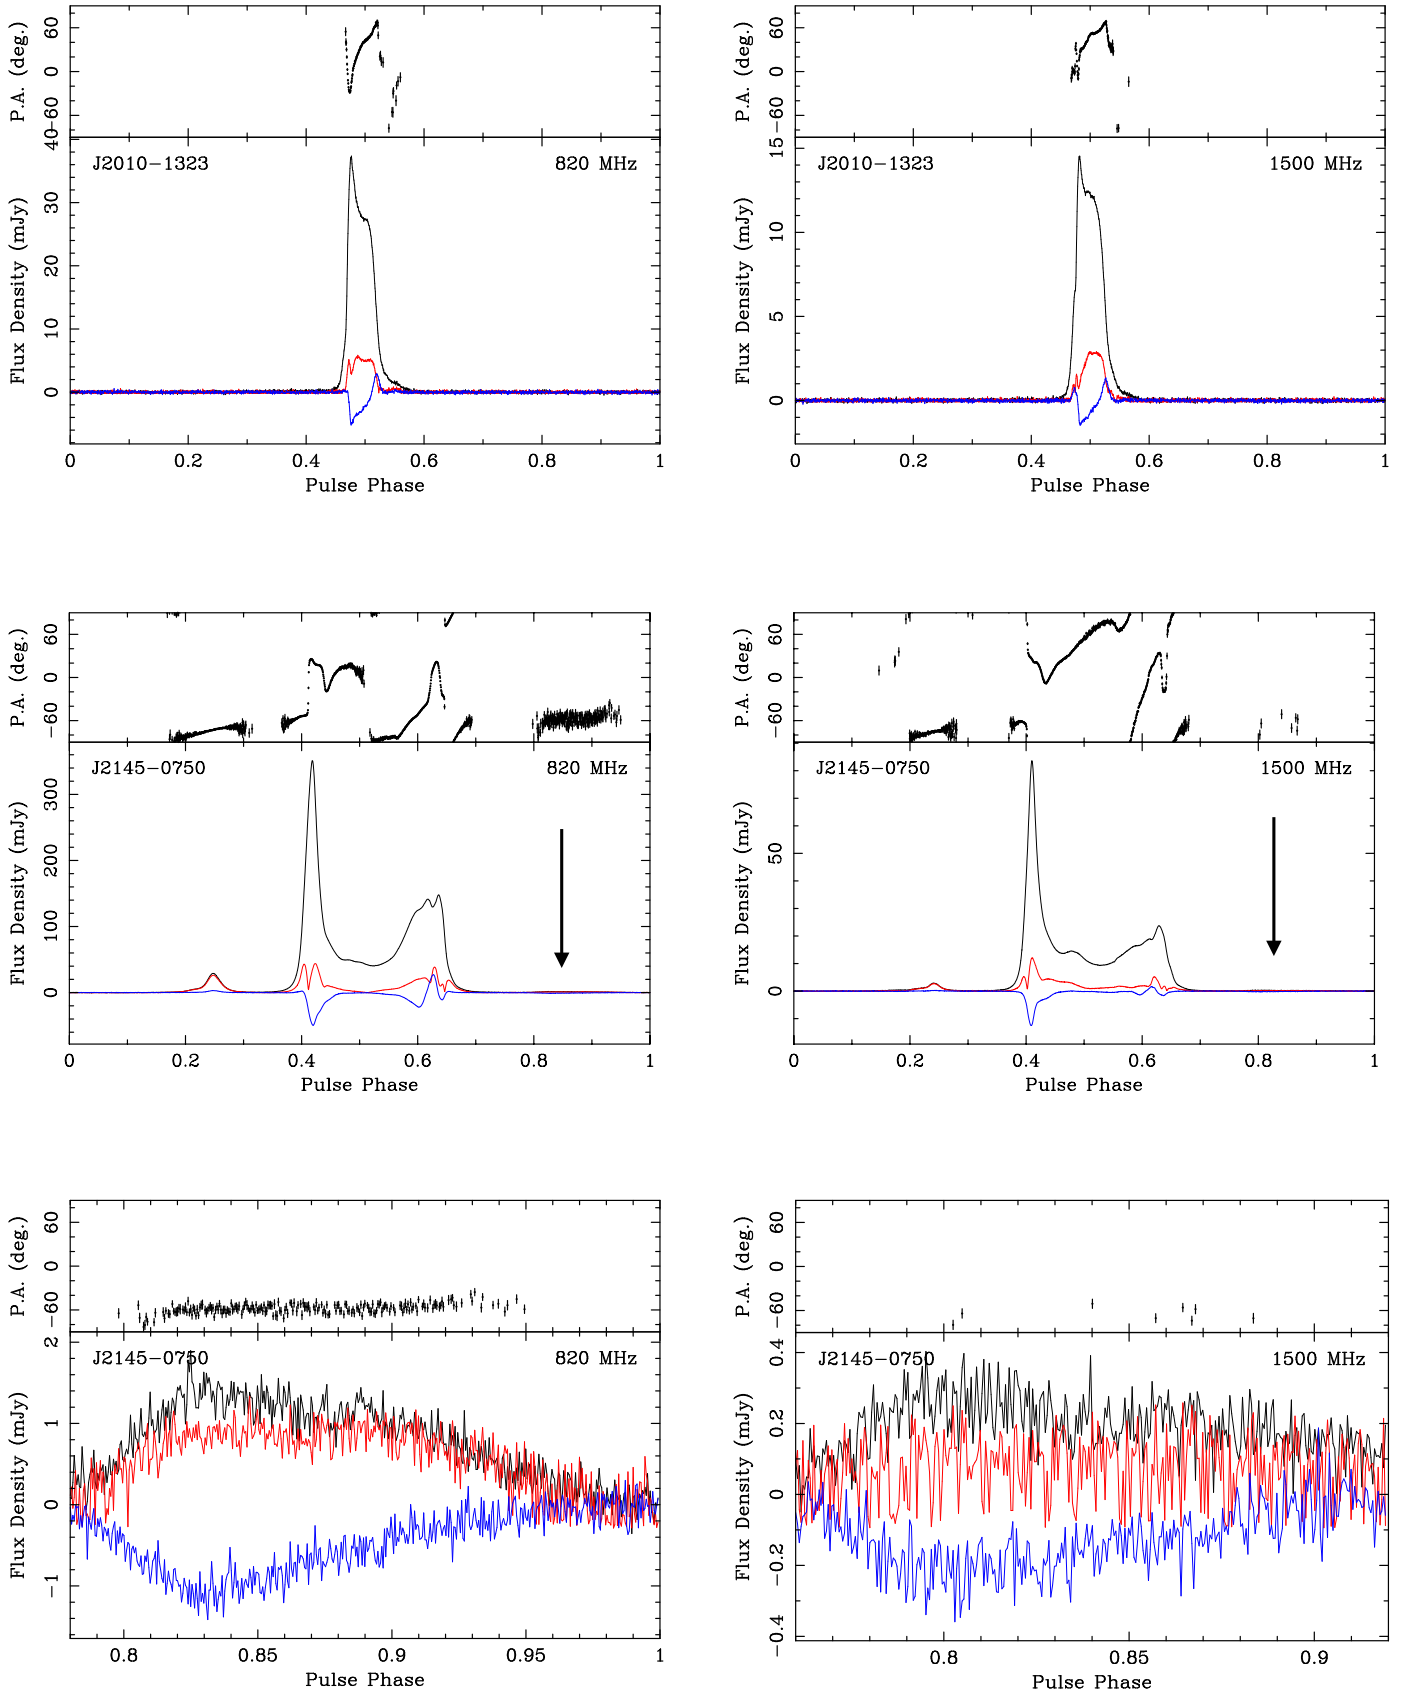 P.A. (deg.)
60
0
−60
J2010−1323
820 MHz
Flux Density (mJy)
40
30
20
10
0
0 0.2 0.4 0.6 0.8 1
Pulse Phase
P.A. (deg.)
60
0
−60
J2010−1323
1500 MHz
Flux Density (mJy)
15
10
5
0
0 0.2 0.4 0.6 0.8 1
Pulse Phase
P.A. (deg.)
60
0
−60
J2145−0750
820 MHz
Flux Density (mJy)
300
200
100
0
0 0.2 0.4 0.6 0.8 1
Pulse Phase
P.A. (deg.)
60
0
−60
J2145−0750
1500 MHz
Flux Density (mJy)
50
0
0 0.2 0.4 0.6 0.8 1
Pulse Phase
P.A. (deg.)
60
0
−60
J2145−0750
820 MHz
Flux Density (mJy)
2
1
0
−1
0.8 0.85 0.9 0.95 1
Pulse Phase
P.A. (deg.)
60
0
−60
J2145−0750
1500 MHz
Flux Density (mJy)
0.4
0.2
0
−0.2
−0.4
0.8 0.85 0.9
Pulse Phase